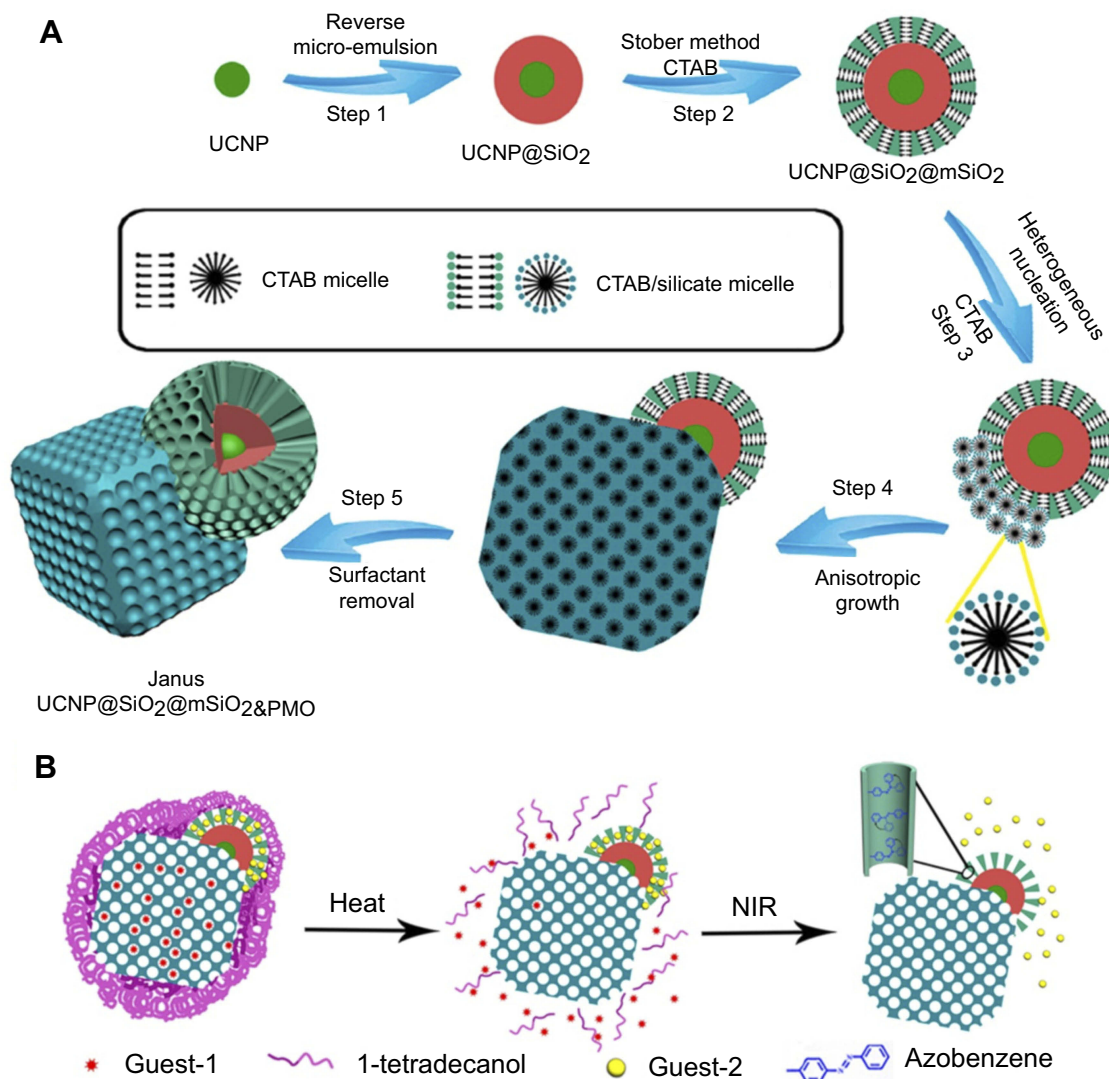 A
Reverse
micro-emulsion
Step 1
UCNP
UCNP@SiO2
Stober method
CTAB
Step 2
UCNP@SiO2@mSiO2
Heterogeneous
nucleation
CTAB
Step 3
CTAB micelle
CTAB/silicate micelle
Step 4
Anisotropic
growth
Step 5
Surfactant
removal
Janus
UCNP@SiO2@mSiO2&PMO
B
Heat
NIR
Guest-1
1-tetradecanol
Guest-2
N
N
Azobenzene